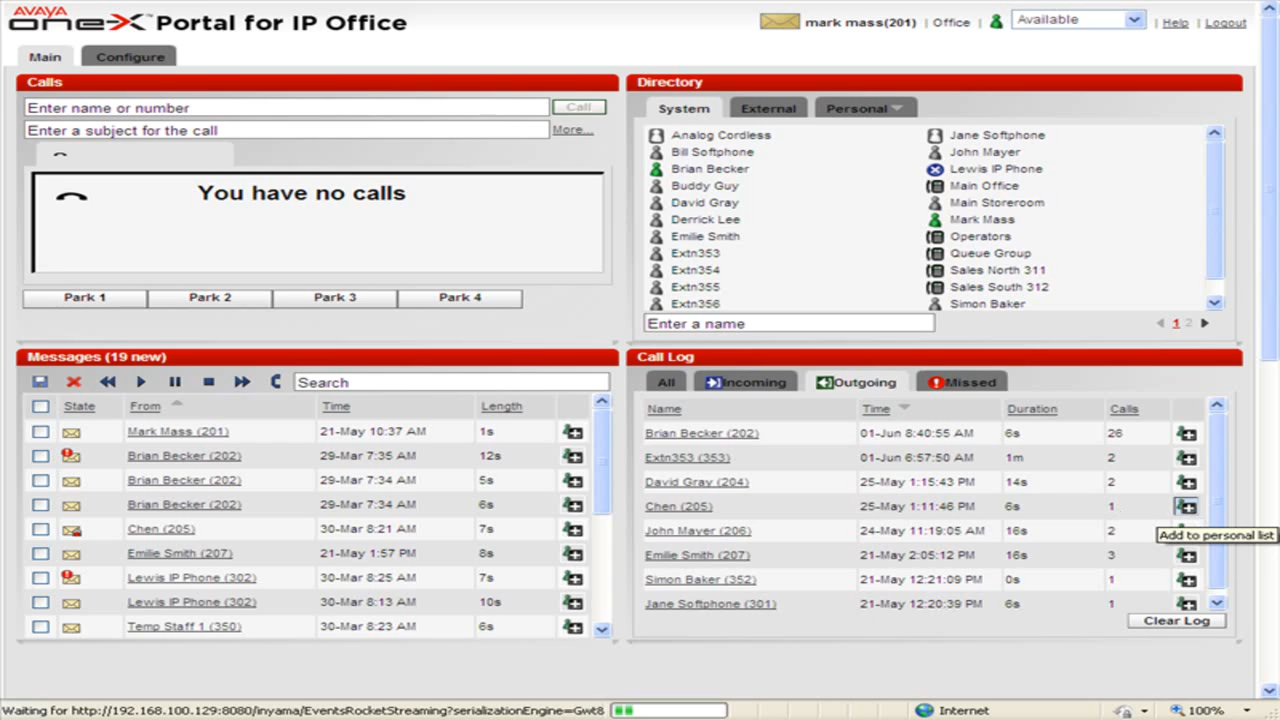 AVAYA
one-X™ Portal for IP Office
mark mass(201) | Office | Available | Help | Logout
Main Configure
Calls
Enter name or number Call
Enter a subject for the call More...
You have no calls
Park 1 Park 2 Park 3 Park 4
Directory
System External Personal
Analog Cordless Jane Softphone
Bill Softphone John Mayer
Brian Becker Lewis IP Phone
Buddy Guy Main Office
David Gray Main Storeroom
Derrick Lee Mark Mass
Emilie Smith Operators
Extn353 Queue Group
Extn354 Sales North 311
Extn355 Sales South 312
Extn356 Simon Baker
Enter a name 1 2
Messages (19 new)
Search
State From Time Length
Mark Mass (201) 21-May 10:37 AM 1s
Brian Becker (202) 29-Mar 7:35 AM 12s
Brian Becker (202) 29-Mar 7:34 AM 5s
Brian Becker (202) 29-Mar 7:34 AM 6s
Chen (205) 30-Mar 8:21 AM 7s
Emilie Smith (207) 21-May 1:57 PM 8s
Lewis IP Phone (302) 30-Mar 8:25 AM 7s
Lewis IP Phone (302) 30-Mar 8:13 AM 10s
Temp Staff 1 (350) 30-Mar 8:23 AM 6s
Call Log
All Incoming Outgoing Missed
Name Time Duration Calls
Brian Becker (202) 01-Jun 8:40:55 AM 6s 26
Extn353 (353) 01-Jun 6:57:50 AM 1m 2
David Gray (204) 25-May 1:15:43 PM 14s 2
Chen (205) 25-May 1:11:46 PM 6s 1
John Mayer (206) 24-May 11:19:05 AM 16s 2
Add to personal list
Emilie Smith (207) 21-May 2:05:12 PM 16s 3
Simon Baker (352) 21-May 12:21:09 PM 0s 1
Jane Softphone (301) 21-May 12:20:39 PM 6s 1
Clear Log
Waiting for http://192.168.100.129:8080/inyama/EventsRocketStreaming?serializationEngine=Gwt8 Internet 100%